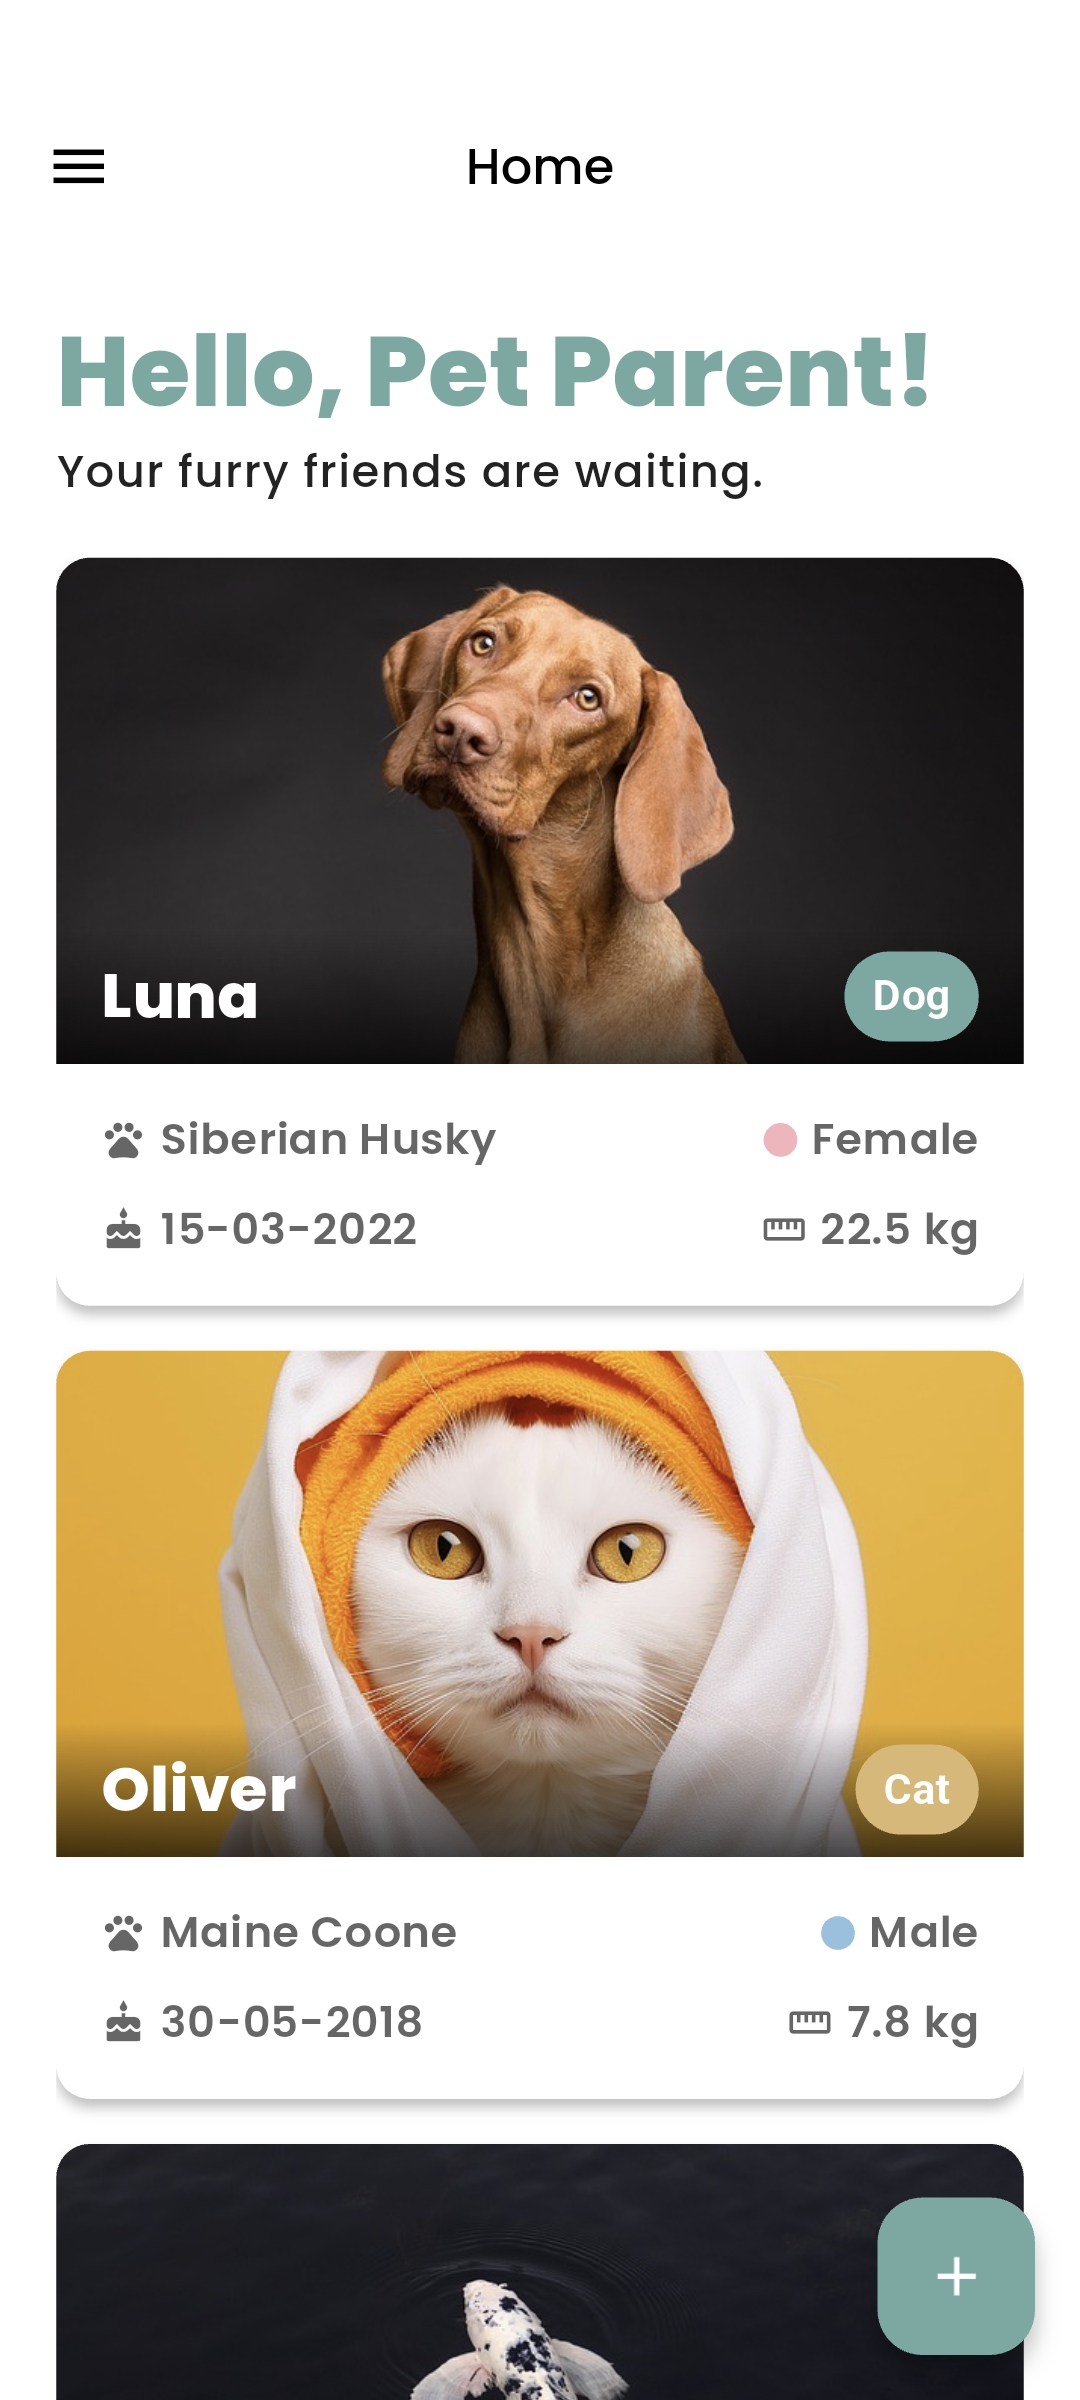 Home
Hello, Pet Parent!
Your furry friends are waiting.
Luna
Dog
Siberian Husky
Female
15-03-2022
22.5 kg
Oliver
Cat
Maine Coone
Male
30-05-2018
7.8 kg